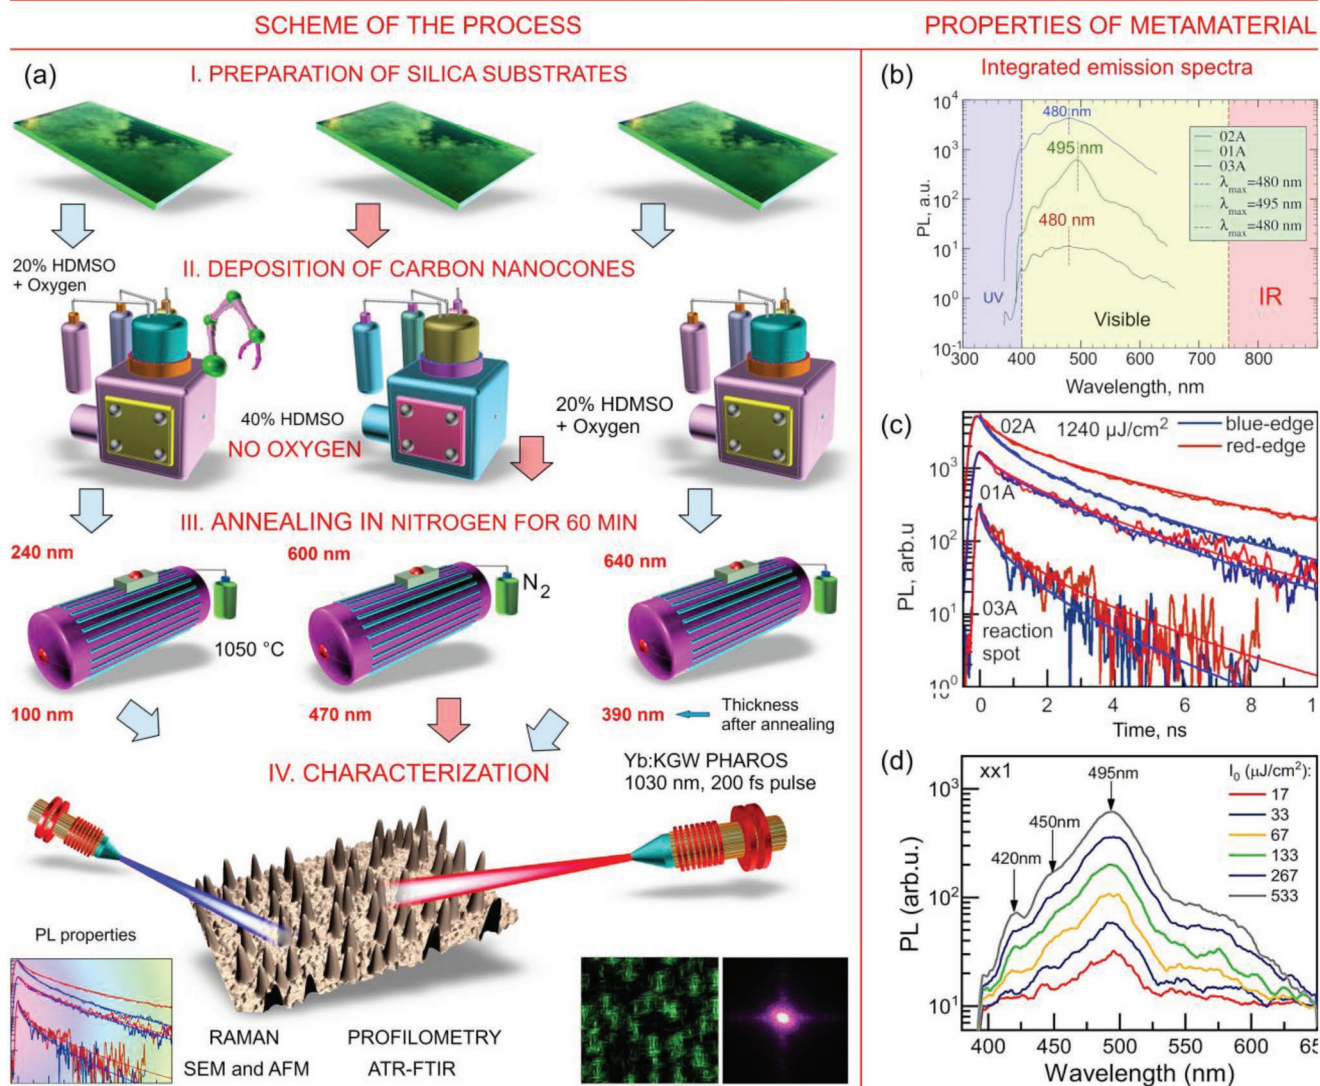 SCHEME OF THE PROCESS
PROPERTIES OF METAMATERIAL
(a)
I. PREPARATION OF SILICA SUBSTRATES
20% HDMSO
+ Oxygen
II. DEPOSITION OF CARBON NANOCONES
40% HDMSO
NO OXYGEN
20% HDMSO
+ Oxygen
III. ANNEALING IN NITROGEN FOR 60 MIN
240 nm
600 nm
640 nm
N2
1050 °C
100 nm
470 nm
390 nm
Thickness
after annealing
IV. CHARACTERIZATION
Yb:KGW PHAROS
1030 nm, 200 fs pulse
PL properties
RAMAN
PROFILOMETRY
SEM and AFM
ATR-FTIR
(b)
Integrated emission spectra
10^4
10^3
10^2
10^1
10^0
10^-1
PL, a.u.
480 nm
495 nm
480 nm
02A
01A
03A
λmax=480 nm
λmax=495 nm
λmax=480 nm
UV
Visible
IR
300 400 500 600 700 800
Wavelength, nm
(c)
02A
1240 μJ/cm²
blue-edge
red-edge
01A
03A
reaction
spot
10^3
10^2
10^1
10^0
PL, arb.u
0 2 4 6 8 1
Time, ns
(d)
xx1
495nm
450nm
420nm
I0 (μJ/cm²):
17
33
67
133
267
533
10^3
10^2
10^1
PL (arb.u.)
400 450 500 550 600 65
Wavelength (nm)